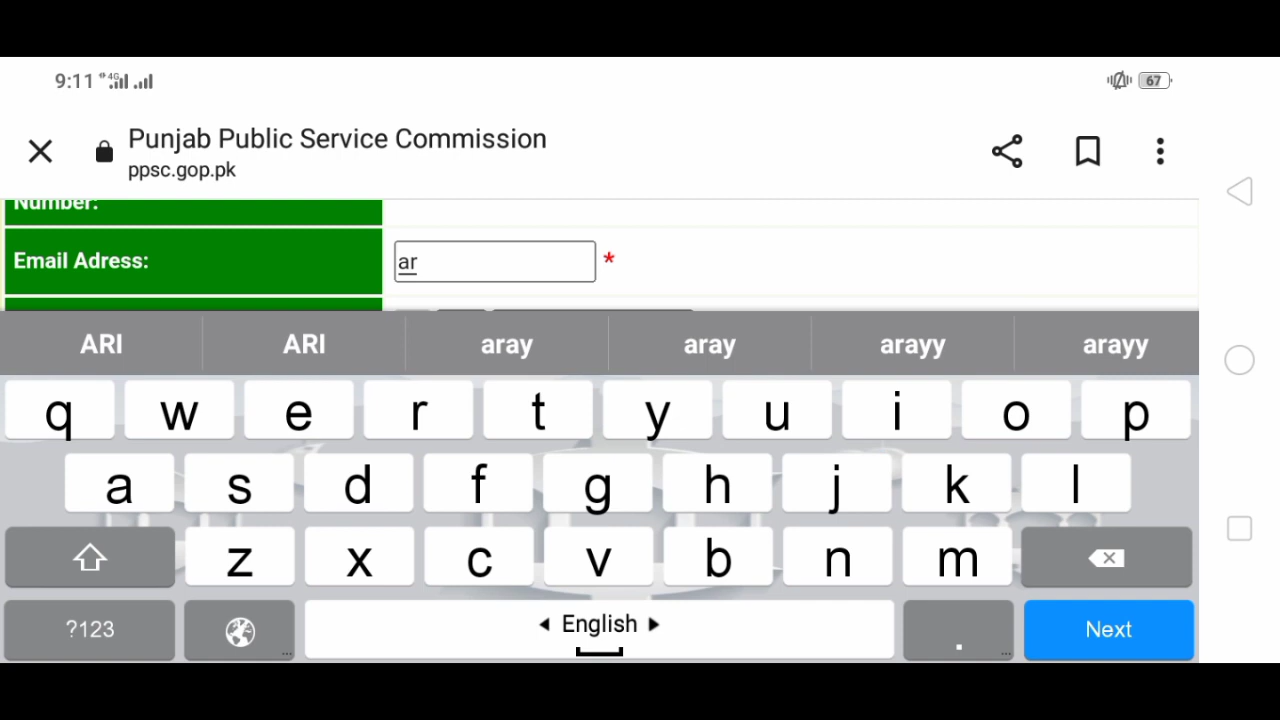 9:11 4G 67
Punjab Public Service Commission
ppsc.gop.pk
Number:
Email Adress: ar *
ARI ARI aray aray arayy arayy
q w e r t y u i o p
a s d f g h j k l
z x c v b n m
?123 English . Next